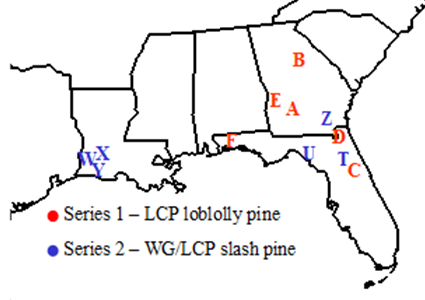 B
E A
Z
F D
W X U T
Y C
Series 1 – LCP loblolly pine
Series 2 – WG/LCP slash pine